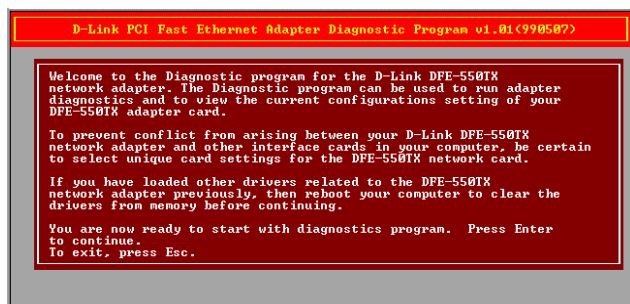 D-Link PCI Fast Ethernet Adapter Diagnostic Program v1.01(990507)
Welcome to the Diagnostic program for the D-Link DFE-550TX
network adapter. The Diagnostic program can be used to run adapter
diagnostics and to view the current configurations setting of your
DFE-550TX adapter card.
To prevent conflict from arising between your D-Link DFE-550TX
network adapter and other interface cards in your computer, be certain
to select unique card settings for the DFE-550TX network card.
If you have loaded other drivers related to the DFE-550TX
network adapter previously, then reboot your computer to clear the
drivers from memory before continuing.
You are now ready to start with diagnostics program.  Press Enter
to continue.
To exit, press Esc.